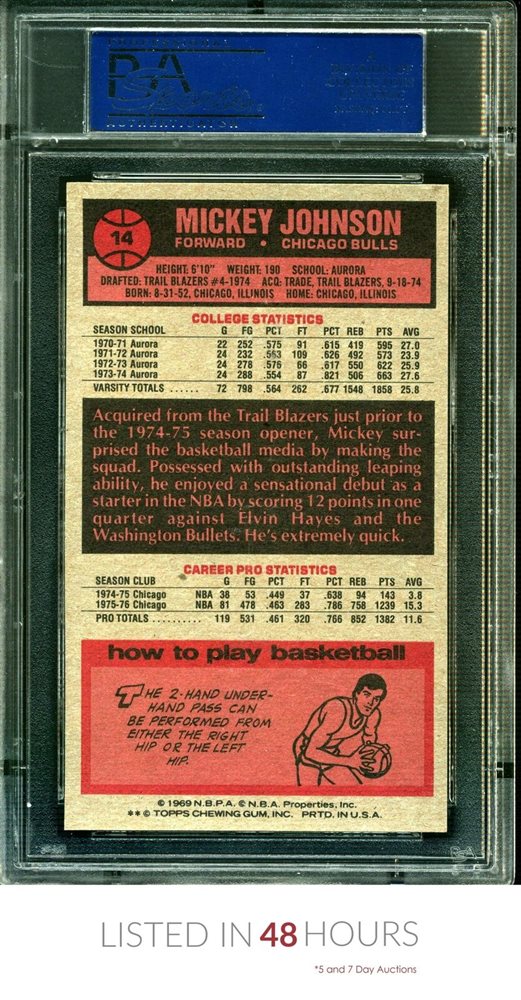 PSA
14
MICKEY JOHNSON
FORWARD • CHICAGO BULLS
HEIGHT: 6'10" WEIGHT: 190 SCHOOL: AURORA
DRAFTED: TRAIL BLAZERS #4-1974 ACQ: TRADE, TRAIL BLAZERS, 9-18-74
BORN: 8-31-52, CHICAGO, ILLINOIS HOME: CHICAGO, ILLINOIS
COLLEGE STATISTICS
SEASON SCHOOL G FG PCT FT PCT REB PTS AVG
1970-71 Aurora 22 252 .575 91 .615 419 595 27.0
1971-72 Aurora 24 232 .563 109 .626 492 573 23.9
1972-73 Aurora 24 278 .576 66 .617 550 622 25.9
1973-74 Aurora 24 288 .554 87 .821 506 663 27.6
VARSITY TOTALS ...... 72 798 .564 262 .677 1548 1858 25.8
Acquired from the Trail Blazers just prior to
the 1974-75 season opener, Mickey sur-
prised the basketball media by making the
squad. Possessed with outstanding leaping
ability, he enjoyed a sensational debut as a
starter in the NBA by scoring 12 points in one
quarter against Elvin Hayes and the
Washington Bullets. He's extremely quick.
CAREER PRO STATISTICS
SEASON CLUB G FG PCT FT PCT REB PTS AVG
1974-75 Chicago NBA 38 53 .449 37 .638 94 143 3.8
1975-76 Chicago NBA 81 478 .463 283 .786 758 1239 15.3
PRO TOTALS .......... 119 531 .461 320 .766 852 1382 11.6
how to play basketball
THE 2-HAND UNDER-
HAND PASS CAN
BE PERFORMED FROM
EITHER THE RIGHT
HIP OR THE LEFT
HIP.
© 1969 N.B.P.A. © N.B.A. Properties, Inc.
** © TOPPS CHEWING GUM, INC. PRTD. IN U.S.A.
LISTED IN 48 HOURS
*5 and 7 Day Auctions